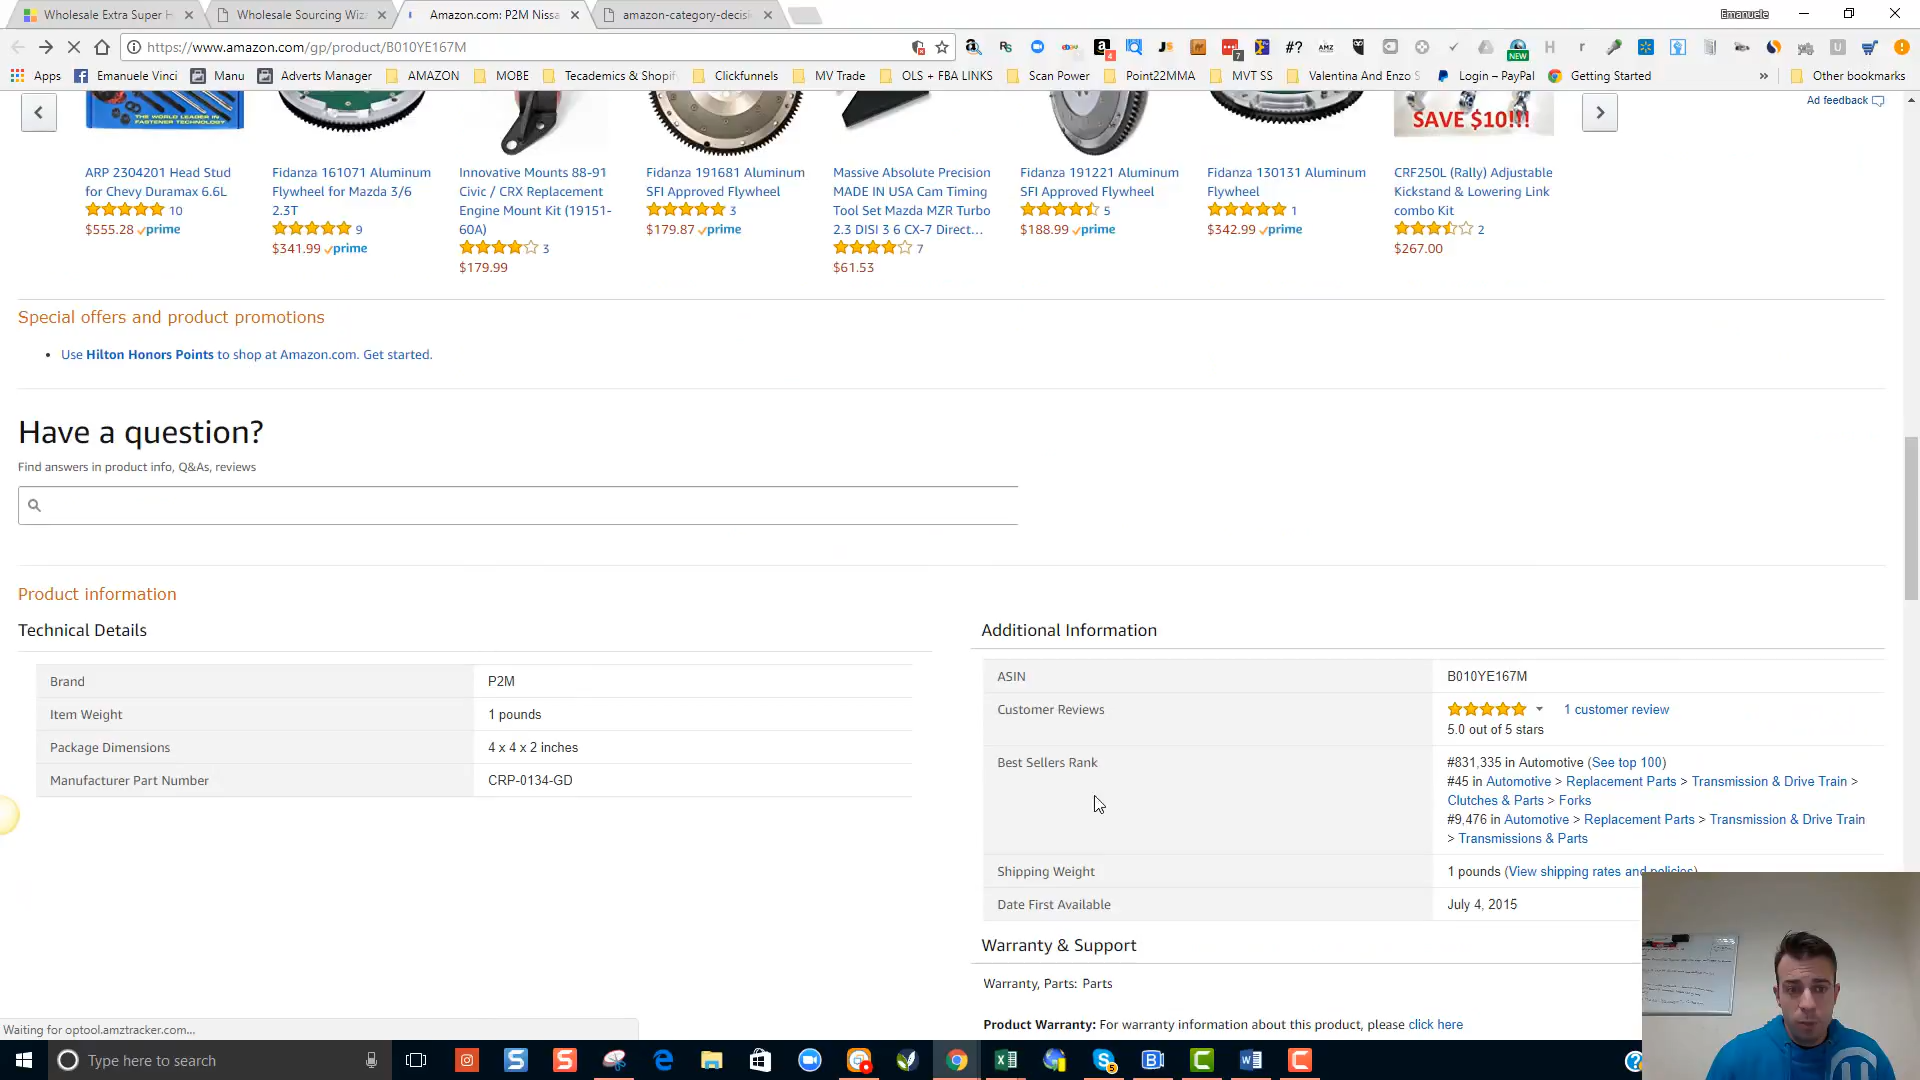 Wholesale Extra Super H
Wholesale Sourcing Wiz
Amazon.com: P2M Nissa
amazon-category-decisi
Emanuele
https://www.amazon.com/gp/product/B010YE167M
Apps
Emanuele Vinci
Manu
Adverts Manager
AMAZON
MOBE
Tecademics & Shopif
Clickfunnels
MV Trade
OLS + FBA LINKS
Scan Power
Point22MMA
MVT SS
Valentina And Enzo S
Login – PayPal
Getting Started
»
Other bookmarks
Ad feedback
THE WORLD LEADER IN
FASTENER TECHNOLOGY
SAVE $10!!!
ARP 2304201 Head Stud
for Chevy Duramax 6.6L
10
$555.28 prime
Fidanza 161071 Aluminum
Flywheel for Mazda 3/6
2.3T
9
$341.99 prime
Innovative Mounts 88-91
Civic / CRX Replacement
Engine Mount Kit (19151-
60A)
3
$179.99
Fidanza 191681 Aluminum
SFI Approved Flywheel
3
$179.87 prime
Massive Absolute Precision
MADE IN USA Cam Timing
Tool Set Mazda MZR Turbo
2.3 DISI 3 6 CX-7 Direct…
7
$61.53
Fidanza 191221 Aluminum
SFI Approved Flywheel
5
$188.99 prime
Fidanza 130131 Aluminum
Flywheel
1
$342.99 prime
CRF250L (Rally) Adjustable
Kickstand & Lowering Link
combo Kit
2
$267.00
Special offers and product promotions
• Use Hilton Honors Points to shop at Amazon.com. Get started.
Have a question?
Find answers in product info, Q&As, reviews
Product information
Technical Details
Brand P2M
Item Weight 1 pounds
Package Dimensions 4 x 4 x 2 inches
Manufacturer Part Number CRP-0134-GD
Additional Information
ASIN B010YE167M
Customer Reviews 1 customer review
5.0 out of 5 stars
Best Sellers Rank #831,335 in Automotive (See top 100)
#45 in Automotive > Replacement Parts > Transmission & Drive Train >
Clutches & Parts > Forks
#9,476 in Automotive > Replacement Parts > Transmission & Drive Train
> Transmissions & Parts
Shipping Weight 1 pounds (View shipping rates and policies)
Date First Available July 4, 2015
Warranty & Support
Warranty, Parts: Parts
Product Warranty: For warranty information about this product, please click here
Waiting for optool.amztracker.com...
Type here to search